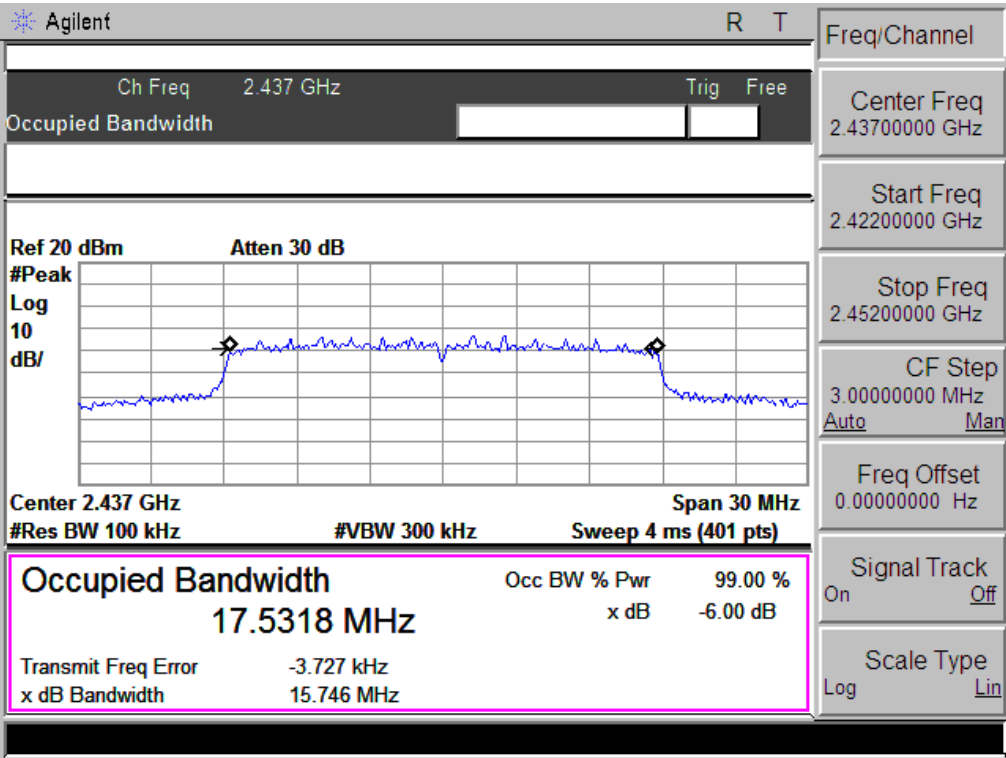 Agilent R T
Ch Freq 2.437 GHz Trig Free
Occupied Bandwidth
Ref 20 dBm Atten 30 dB
#Peak
Log
10
dB/
Center 2.437 GHz Span 30 MHz
#Res BW 100 kHz #VBW 300 kHz Sweep 4 ms (401 pts)
Occupied Bandwidth Occ BW % Pwr 99.00 %
17.5318 MHz x dB -6.00 dB
Transmit Freq Error -3.727 kHz
x dB Bandwidth 15.746 MHz
Freq/Channel
Center Freq
2.43700000 GHz
Start Freq
2.42200000 GHz
Stop Freq
2.45200000 GHz
CF Step
3.00000000 MHz
Auto Man
Freq Offset
0.00000000 Hz
Signal Track
On Off
Scale Type
Log Lin